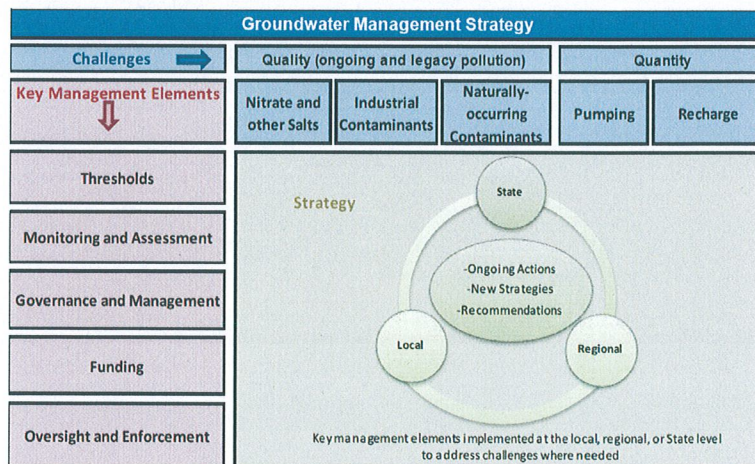 Groundwater Management Strategy
Challenges
Quality (ongoing and legacy pollution)
Quantity
Key Management Elements
Nitrate and
other Salts
Industrial
Contaminants
Naturally-
occurring
Contaminants
Pumping
Recharge
Thresholds
Monitoring and Assessment
Governance and Management
Funding
Oversight and Enforcement
Strategy
State
-Ongoing Actions
-New Strategies
-Recommendations
Local
Regional
Key management elements implemented at the local, regional, or State level
to address challenges where needed